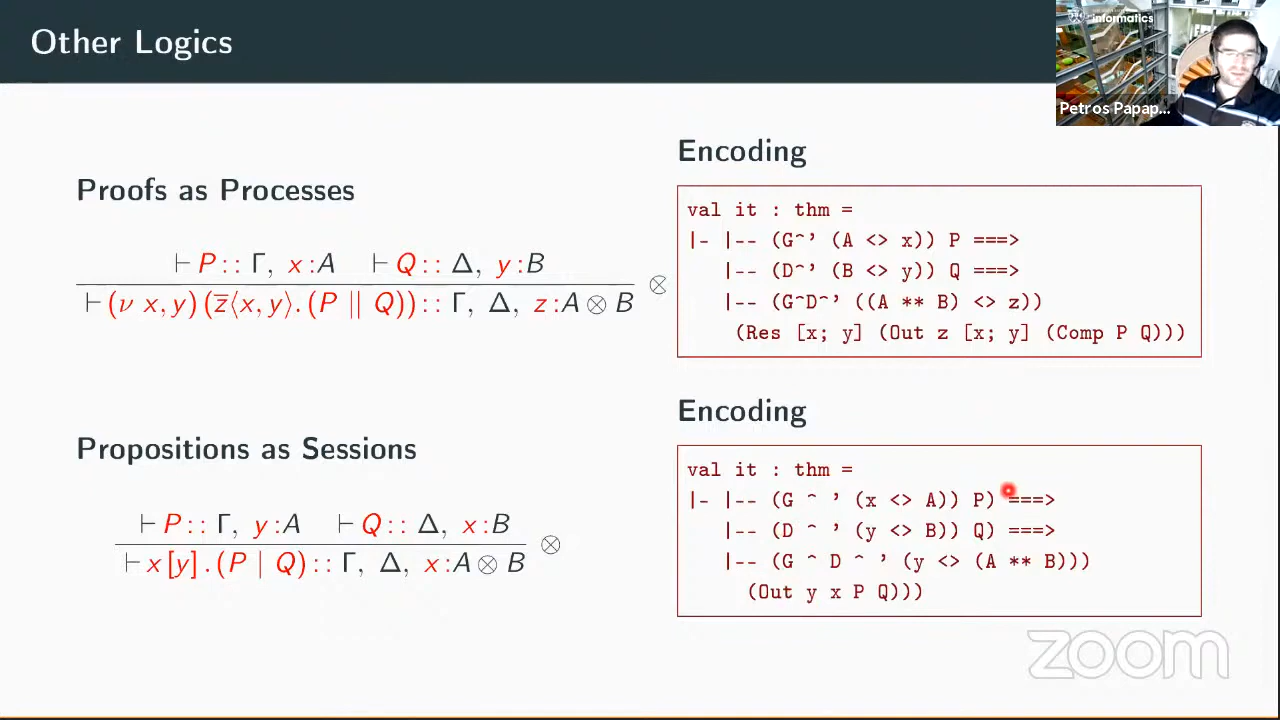 Other Logics
informatics
Petros Papap...
Proofs as Processes
⊢ P :: Γ, x : A    ⊢ Q :: Δ, y : B
⊢ (ν x, y) (z̅⟨x, y⟩. (P || Q)) :: Γ, Δ, z : A ⊗ B
⊗
Encoding
val it : thm =
|- |-- (G^' (A <> x)) P ===>
|-- (D^' (B <> y)) Q ===>
|-- (G^D^' ((A ** B) <> z))
(Res [x; y] (Out z [x; y] (Comp P Q)))
Propositions as Sessions
⊢ P :: Γ, y : A    ⊢ Q :: Δ, x : B
⊢ x [y] . (P | Q) :: Γ, Δ, x : A ⊗ B
⊗
Encoding
val it : thm =
|- |-- (G ^ ' (x <> A)) P) ===>
|-- (D ^ ' (y <> B)) Q) ===>
|-- (G ^ D ^ ' (y <> (A ** B)))
(Out y x P Q)))
zoom